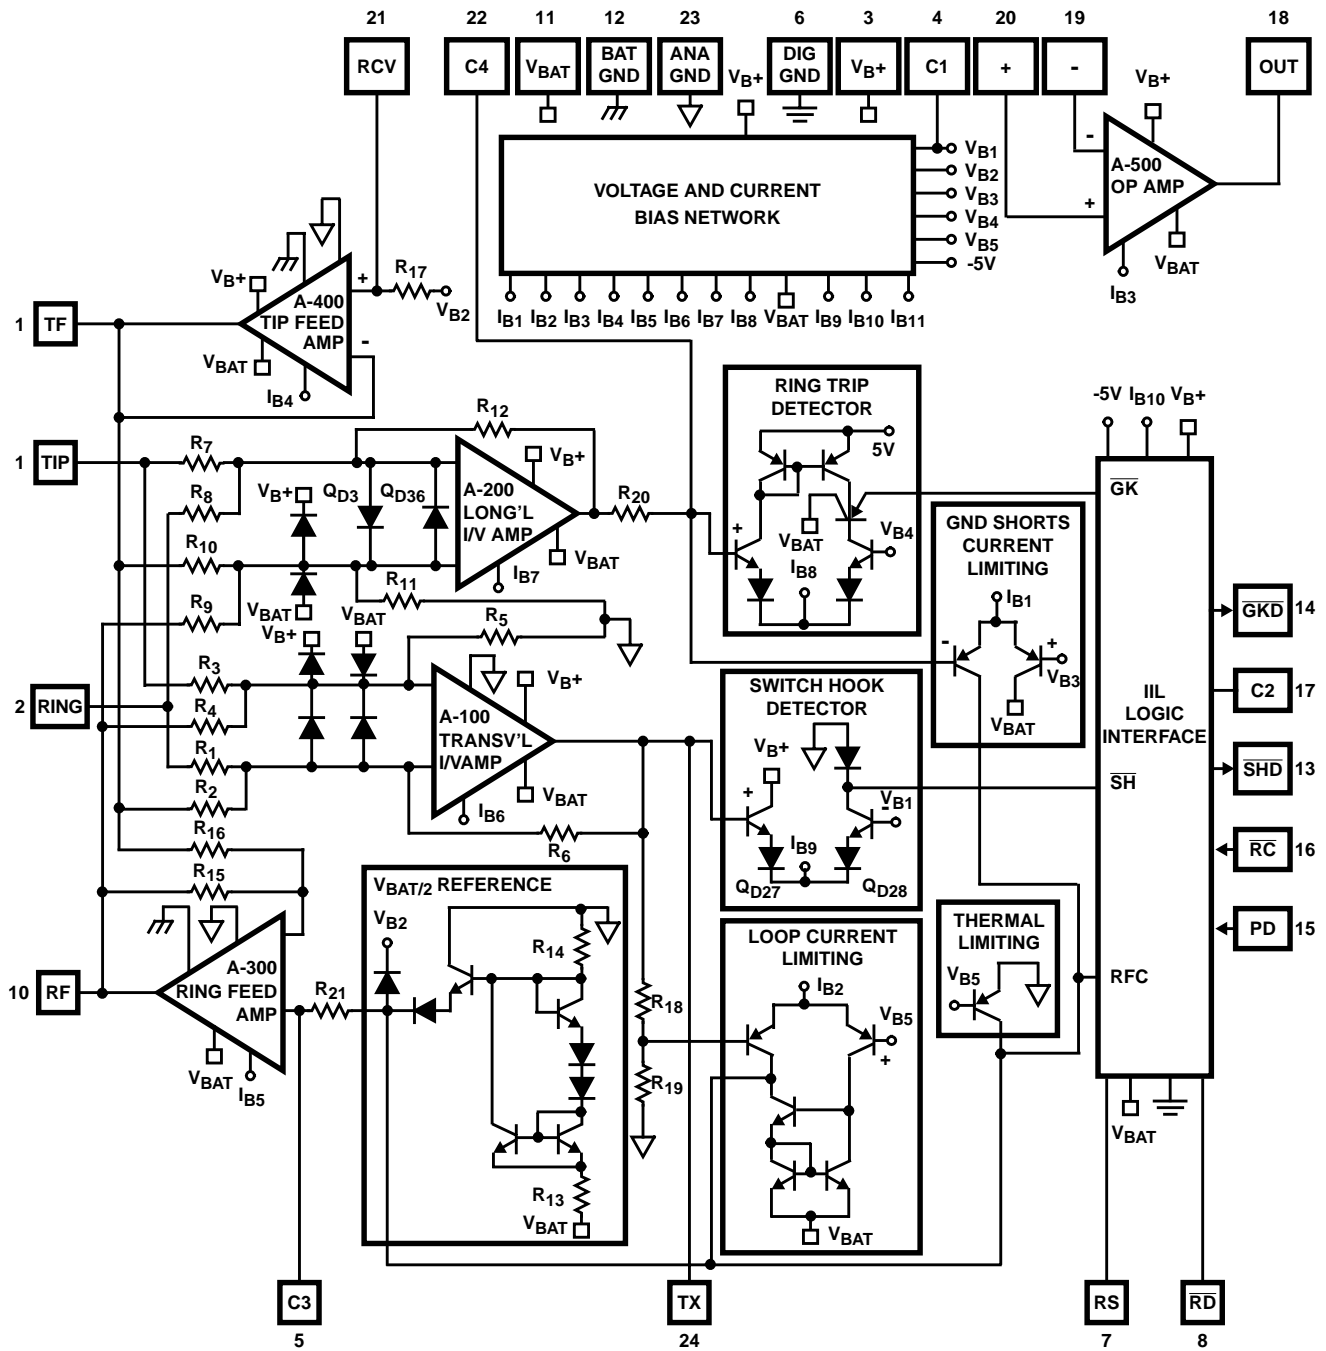 21 22 11 12 23 6 3 4 20 19 18
RCV C4 VBAT BAT GND ANA GND DIG GND VB+ C1 + - OUT
VB+
VB+
VOLTAGE AND CURRENT
BIAS NETWORK
VB1
VB2
VB3
VB4
VB5
-5V
-
+
A-500
OP AMP
VBAT
IB3
IB1 IB2 IB3 IB4 IB5 IB6 IB7 IB8 VBAT IB9 IB10 IB11
R17
VB2
VB+
+
-
A-400
TIP FEED
AMP
VBAT
IB4
1 TF
1 TIP
2 RING
10 RF
R7
R8
R10
R9
R3
R4
R1
R2
R16
R15
R12
VB+
QD3
QD36
VBAT
A-200
LONG'L
I/V AMP
VB+
VBAT
IB7
R20
R11
R5
VB+
VBAT
A-100
TRANSV'L
I/VAMP
VB+
VBAT
IB6
R6
RING TRIP
DETECTOR
5V
+
VBAT
VB4
IB8
SWITCH HOOK
DETECTOR
VB+
+
VB1
-
IB9
QD27
QD28
GND SHORTS
CURRENT
LIMITING
IB1
-
+
VB3
VBAT
-5V IB10 VB+
GK
IIL
LOGIC
INTERFACE
SH
RFC
VBAT
GKD 14
C2 17
SHD 13
RC 16
PD 15
THERMAL
LIMITING
VB5
LOOP CURRENT
LIMITING
IB2
VB5
+
VBAT
R18
R19
VBAT/2 REFERENCE
VB2
R14
R13
VBAT
A-300
RING FEED
AMP
R21
VBAT
IB5
C3
5
TX
24
RS
7
RD
8